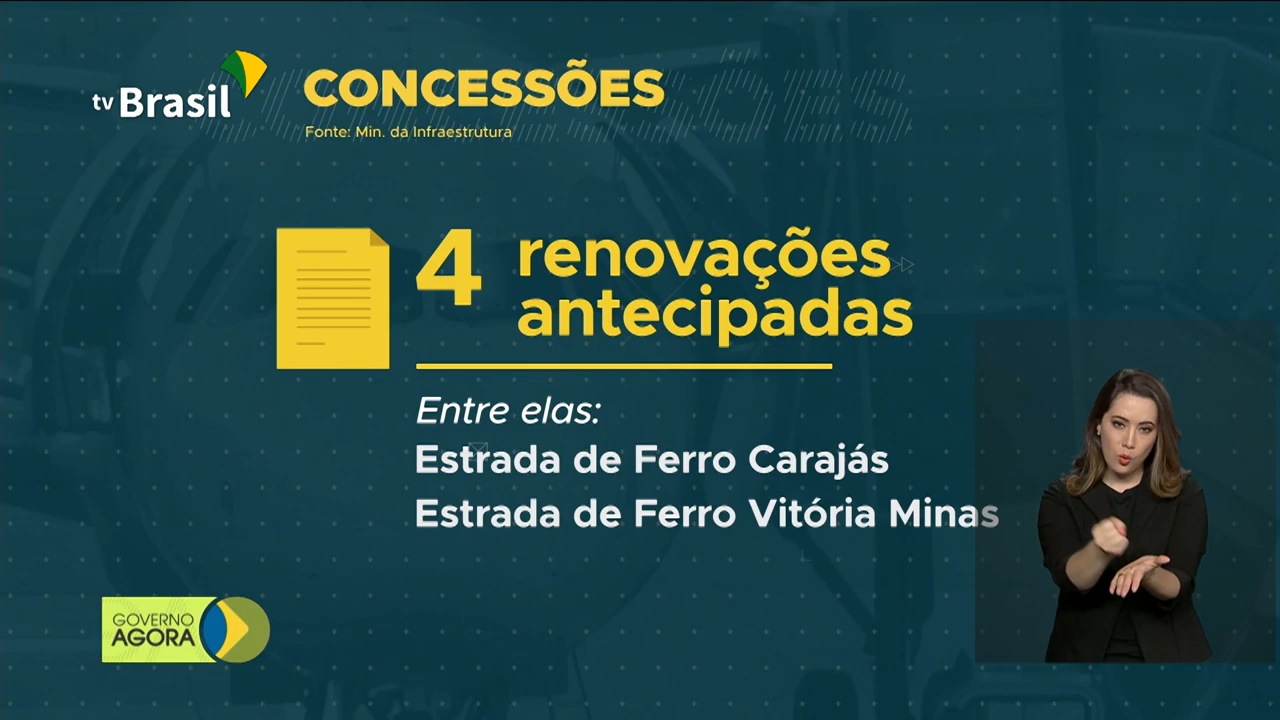 tv Brasil
CONCESSÕES
Fonte: Min. da Infraestrutura
4 renovações
antecipadas
Entre elas:
Estrada de Ferro Carajás
Estrada de Ferro Vitória Minas
GOVERNO
AGORA